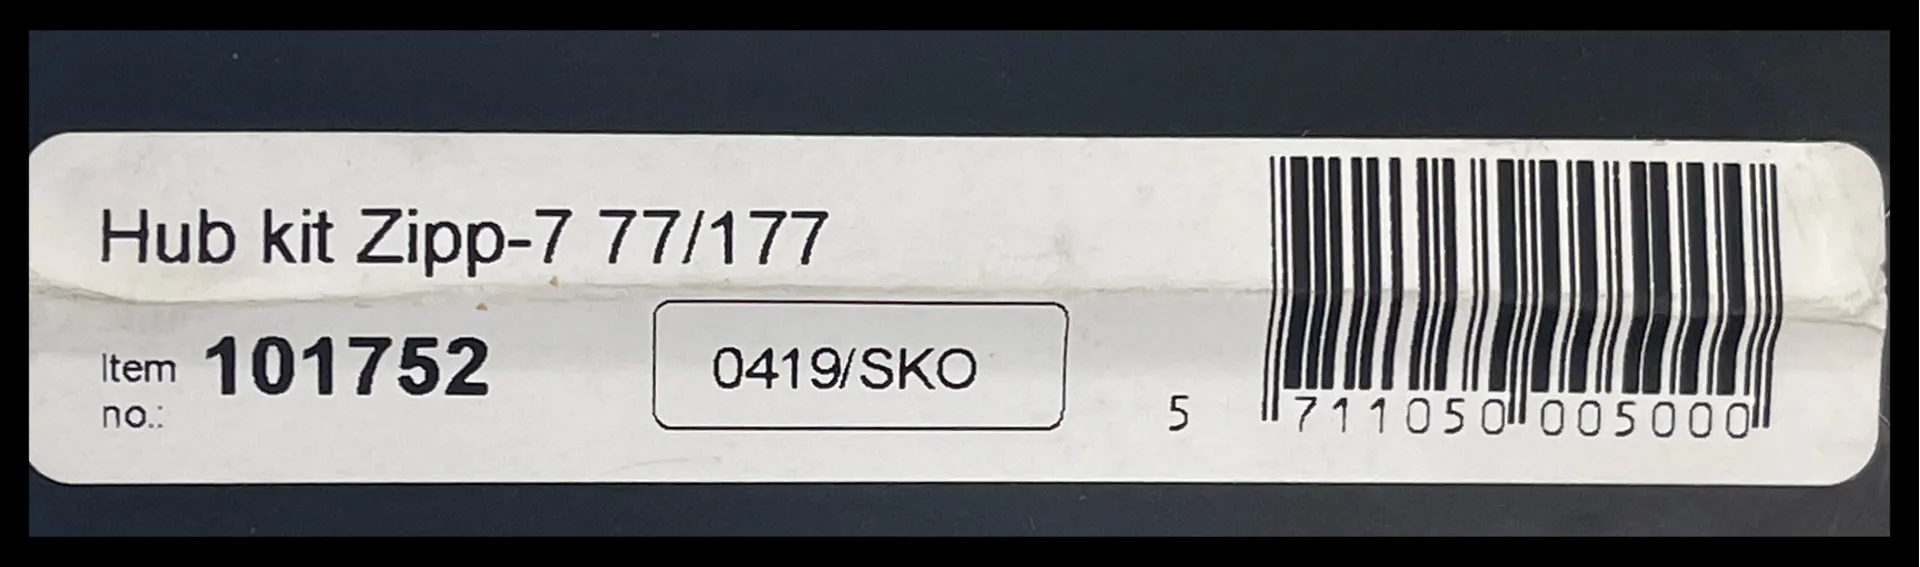 Hub kit Zipp-7 77/177
Item no.: 101752
0419/SKO
5 711050 005000